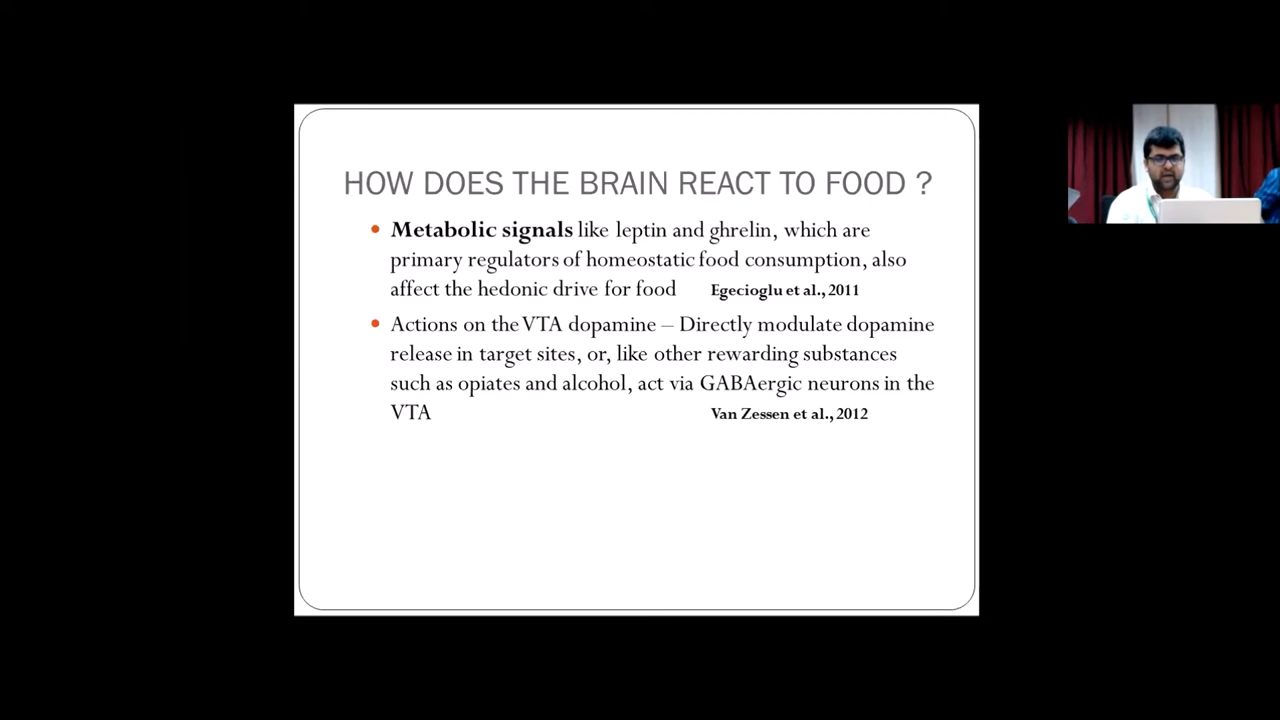 HOW DOES THE BRAIN REACT TO FOOD ?
• Metabolic signals like leptin and ghrelin, which are
primary regulators of homeostatic food consumption, also
affect the hedonic drive for food Egecioglu et al., 2011
• Actions on the VTA dopamine – Directly modulate dopamine
release in target sites, or, like other rewarding substances
such as opiates and alcohol, act via GABAergic neurons in the
VTA Van Zessen et al., 2012